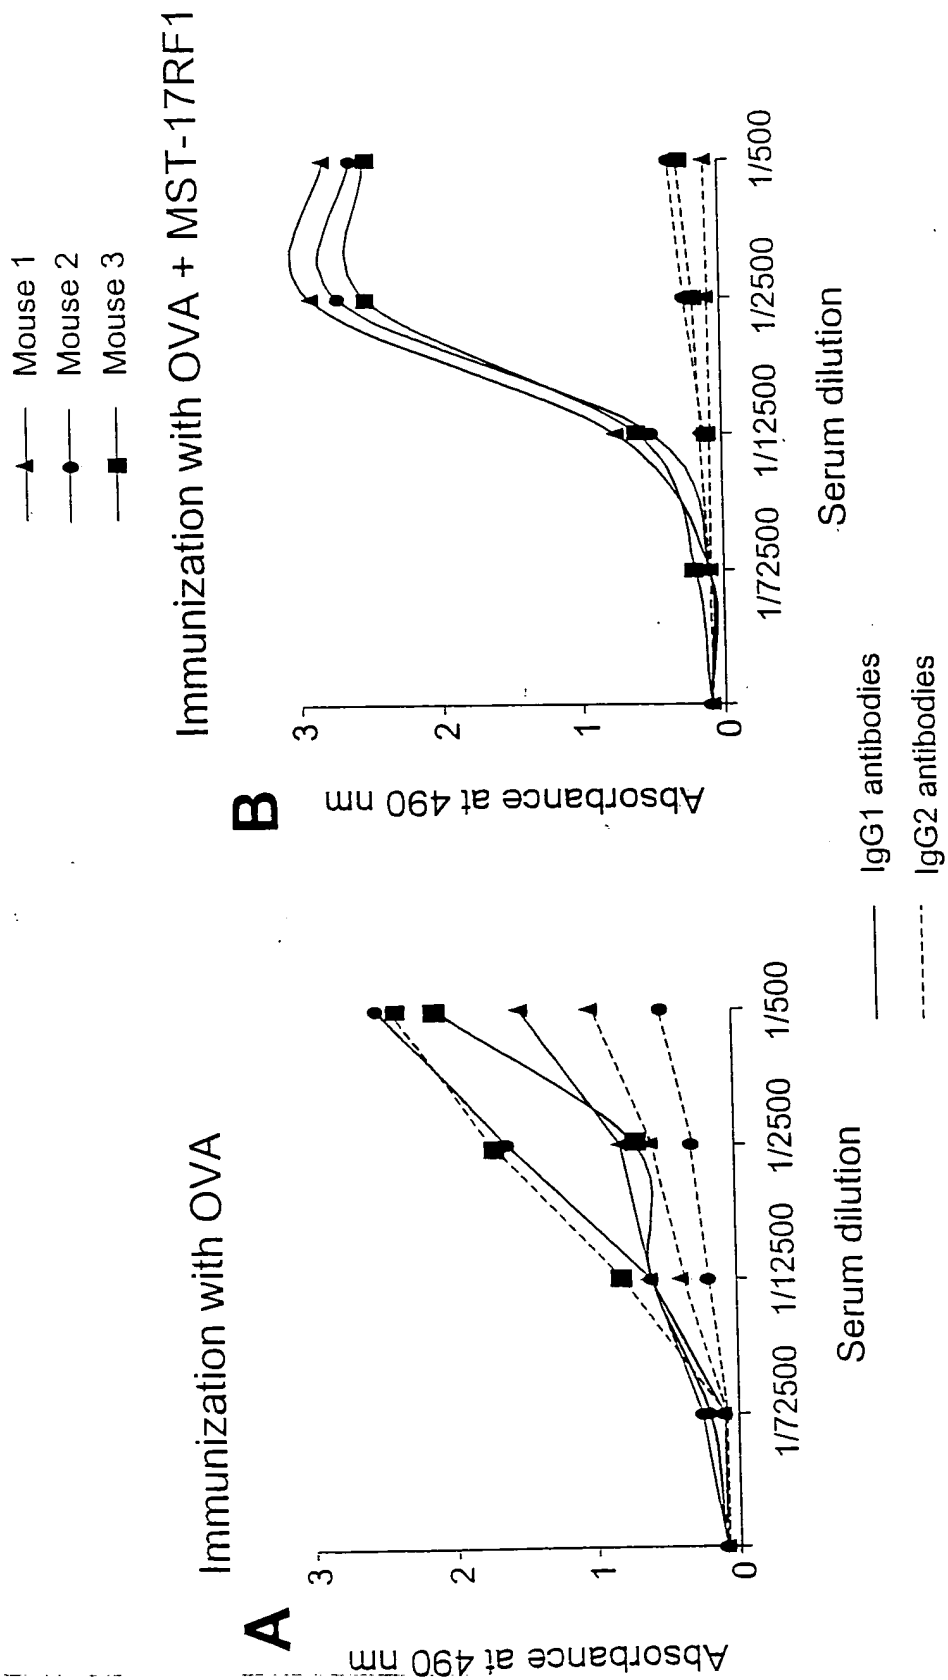 Mouse 1
Mouse 2
Mouse 3
A
Immunization with OVA
Absorbance at 490 nm
3
2
1
0
1/72500
1/12500
1/2500
1/500
Serum dilution
B
Immunization with OVA + MST-17RF1
Absorbance at 490 nm
3
2
1
0
1/72500
1/12500
1/2500
1/500
Serum dilution
IgG1 antibodies
IgG2 antibodies